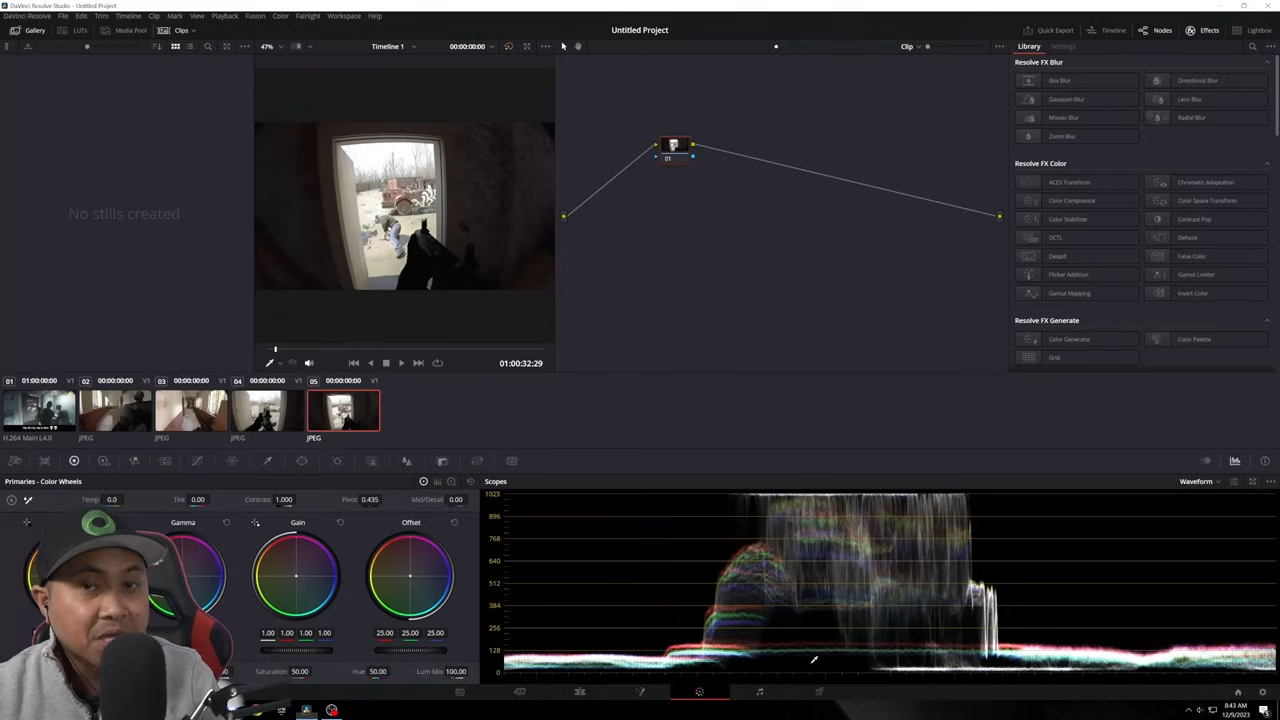 DaVinci Resolve Studio - Untitled Project
DaVinci Resolve File Edit Trim Timeline Clip Mark View Playback Fusion Color Fairlight Workspace Help
Gallery LUTs Media Pool Clips Untitled Project Quick Export Timeline Nodes Effects Lightbox
47% Timeline 1 00:00:00:00 Clip Library Settings
Resolve FX Blur
Box Blur Directional Blur
Gaussian Blur Lens Blur
Mosaic Blur Radial Blur
Zoom Blur
01
Resolve FX Color
ACES Transform Chromatic Adaptation
Color Compressor Color Space Transform
No stills created
Color Stabilizer Contrast Pop
DCTL Dehaze
Despill False Color
Flicker Addition Gamut Limiter
Gamut Mapping Invert Color
Resolve FX Generate
Color Generator Color Palette
Grid
01:00:32:29
01 01:00:00:00 V1 02 00:00:00:00 V1 03 00:00:00:00 V1 04 00:00:00:00 V1 05 00:00:00:00 V1
H.264 Main L4.0 JPEG JPEG JPEG JPEG
Primaries - Color Wheels Scopes Waveform
Temp 0.0 Tint 0.00 Contrast 1.000 Pivot 0.435 Mid/Detail 0.00
Gamma Gain Offset
1.00 1.00 1.00 1.00 25.00 25.00 25.00
Saturation 50.00 Hue 50.00 Lum Mix 100.00
1023
896
768
640
512
384
256
128
0
8:43 AM
12/9/2023